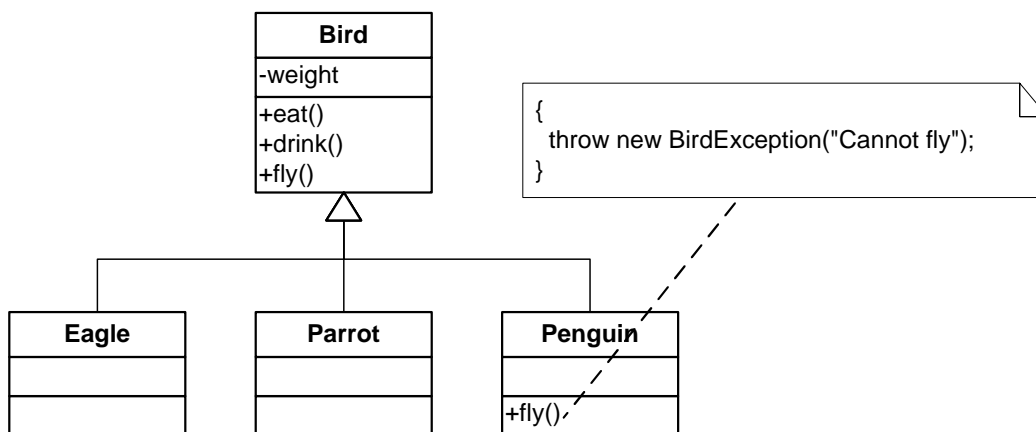 Bird
-weight
+eat()
+drink()
+fly()
{
throw new BirdException("Cannot fly");
}
Eagle
Parrot
Penguin
+fly()